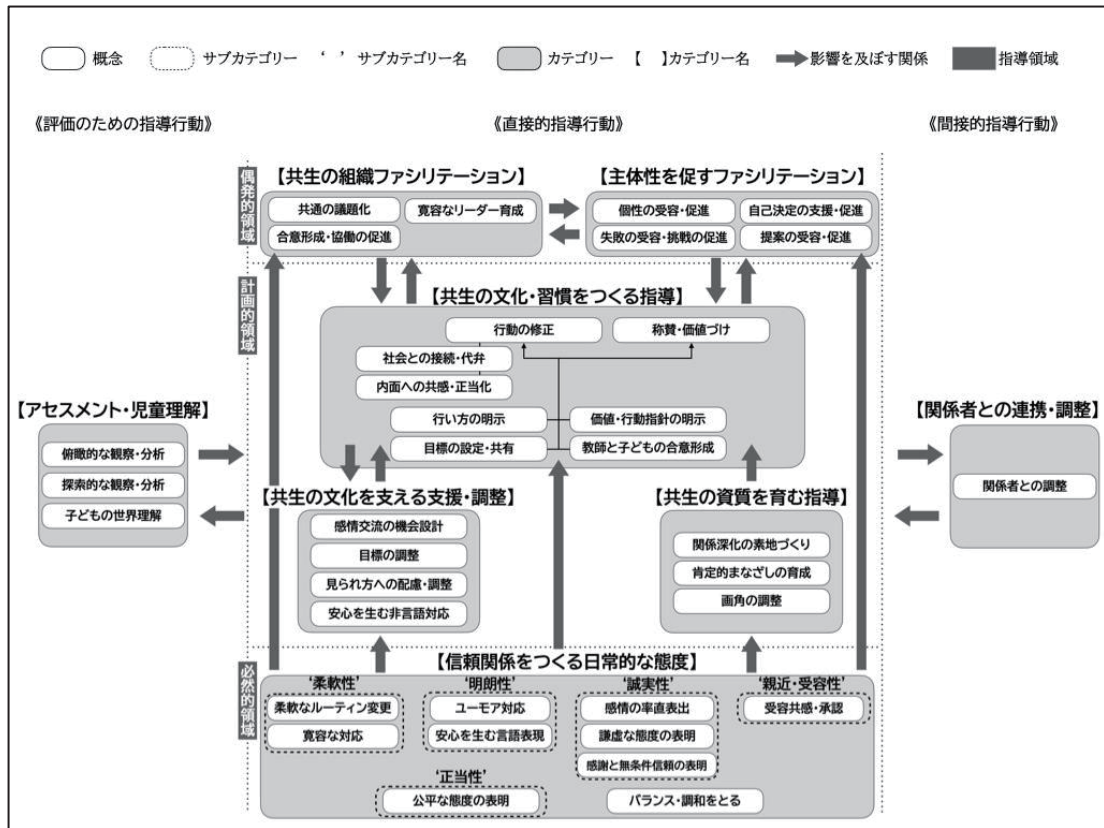 概念 サブカテゴリー ‘ ’ サブカテゴリー名 カテゴリー 【 】カテゴリー名 影響を及ぼす関係 指導領域
《評価のための指導行動》 《直接的指導行動》 《間接的指導行動》
偶発的領域
【共生の組織ファシリテーション】 【主体性を促すファシリテーション】
共通の議題化 寛容なリーダー育成 個性の受容・促進 自己決定の支援・促進
合意形成・協働の促進 失敗の受容・挑戦の促進 提案の受容・促進
計画的領域
【共生の文化・習慣をつくる指導】
行動の修正 称賛・価値づけ
社会との接続・代弁
内面への共感・正当化
行い方の明示 価値・行動指針の明示
目標の設定・共有 教師と子どもの合意形成
【アセスメント・児童理解】
俯瞰的な観察・分析
探索的な観察・分析
子どもの世界理解
【関係者との連携・調整】
関係者との調整
【共生の文化を支える支援・調整】
感情交流の機会設計
目標の調整
見られ方への配慮・調整
安心を生む非言語対応
【共生の資質を育む指導】
関係深化の素地づくり
肯定的まなざしの育成
画角の調整
必然的領域
【信頼関係をつくる日常的な態度】
‘柔軟性’ ‘明朗性’ ‘誠実性’ ‘親近・受容性’
柔軟なルーティン変更 ユーモア対応 感情の率直表出 受容共感・承認
寛容な対応 安心を生む言語表現 謙虚な態度の表明
感謝と無条件信頼の表明
‘正当性’
公平な態度の表明 バランス・調和をとる